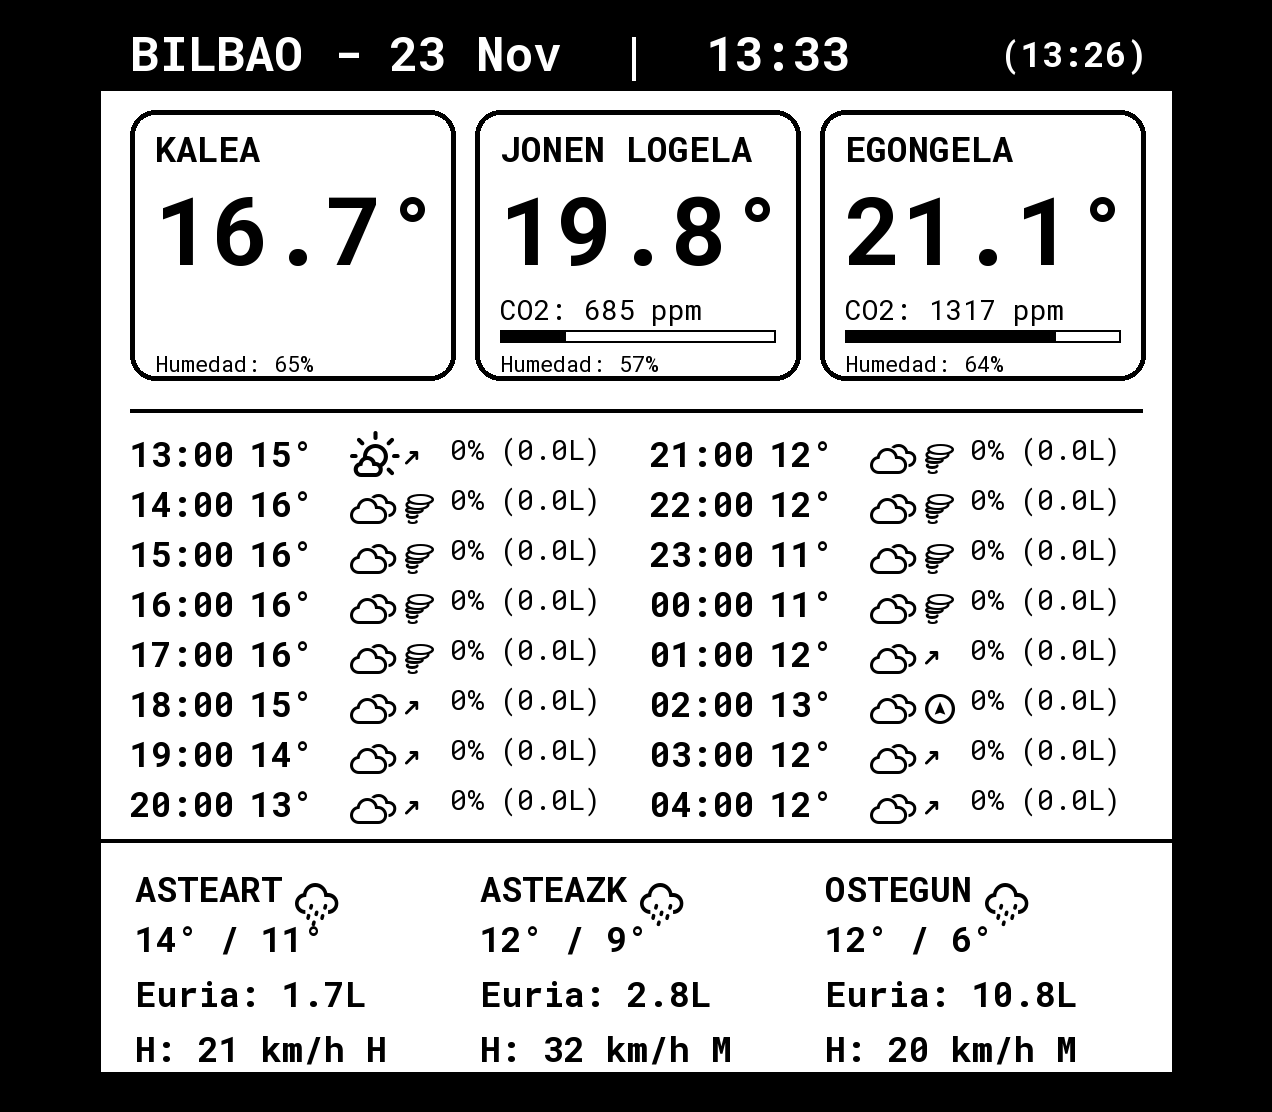 BILBAO - 23 Nov | 13:33 (13:26)
KALEA
16.7°
Humedad: 65%
JONEN LOGELA
19.8°
CO2: 685 ppm
Humedad: 57%
EGONGELA
21.1°
CO2: 1317 ppm
Humedad: 64%
13:00 15° 0% (0.0L)
14:00 16° 0% (0.0L)
15:00 16° 0% (0.0L)
16:00 16° 0% (0.0L)
17:00 16° 0% (0.0L)
18:00 15° 0% (0.0L)
19:00 14° 0% (0.0L)
20:00 13° 0% (0.0L)
21:00 12° 0% (0.0L)
22:00 12° 0% (0.0L)
23:00 11° 0% (0.0L)
00:00 11° 0% (0.0L)
01:00 12° 0% (0.0L)
02:00 13° 0% (0.0L)
03:00 12° 0% (0.0L)
04:00 12° 0% (0.0L)
ASTEART
14° / 11°
Euria: 1.7L
H: 21 km/h H
ASTEAZK
12° / 9°
Euria: 2.8L
H: 32 km/h M
OSTEGUN
12° / 6°
Euria: 10.8L
H: 20 km/h M